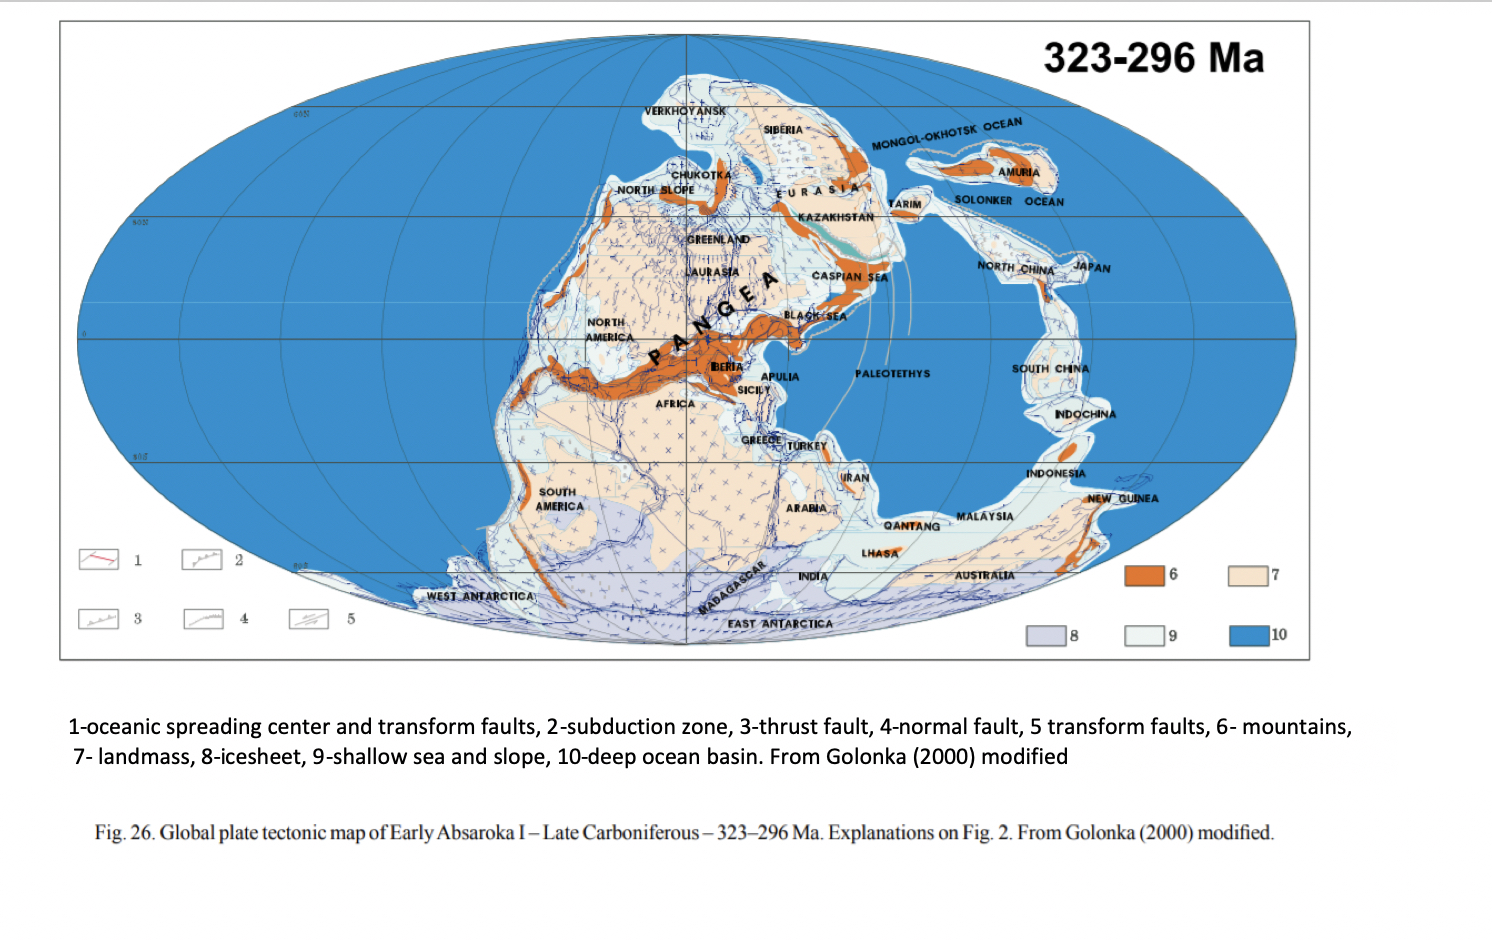 323-296 Ma
VERKHOYANSK
SIBERIA
MONGOL-OKHOTSK OCEAN
CHUKOTKA
AMURIA
NORTH SLOPE
EURASIA
TARIM
SOLONKER OCEAN
KAZAKHSTAN
GREENLAND
LAURASIA
CASPIAN SEA
NORTH CHINA
JAPAN
PANGEA
BLACK SEA
NORTH
AMERICA
IBERIA
APULIA
PALEOTETHYS
SOUTH CHINA
SICILY
AFRICA
INDOCHINA
GREECE
TURKEY
IRAN
INDONESIA
SOUTH
AMERICA
ARABIA
NEW GUINEA
MALAYSIA
QANTANG
LHASA
MADAGASCAR
INDIA
AUSTRALIA
WEST ANTARCTICA
EAST ANTARCTICA
1
2
3
4
5
6
7
8
9
10
1-oceanic spreading center and transform faults, 2-subduction zone, 3-thrust fault, 4-normal fault, 5 transform faults, 6- mountains,
7- landmass, 8-icesheet, 9-shallow sea and slope, 10-deep ocean basin. From Golonka (2000) modified
Fig. 26. Global plate tectonic map of Early Absaroka I – Late Carboniferous – 323–296 Ma. Explanations on Fig. 2. From Golonka (2000) modified.